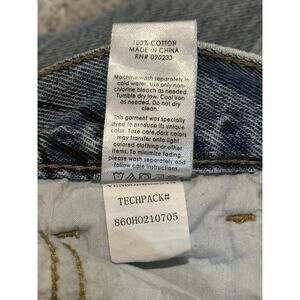 100% COTTON
MADE IN CHINA
RN# 090233
Machine wash separately in
cold water. Use only non-
chlorine bleach as needed.
Tumble dry low. Cool iron
as needed. Do not dry
clean.
This garment was specially
dyed to produce its unique
color. Take care, dark colors
may transfer onto lighter
colored clothing or other
items. To minimize fading,
please wash separately and
follow care instructions.
TECHPACK#
860H0210705